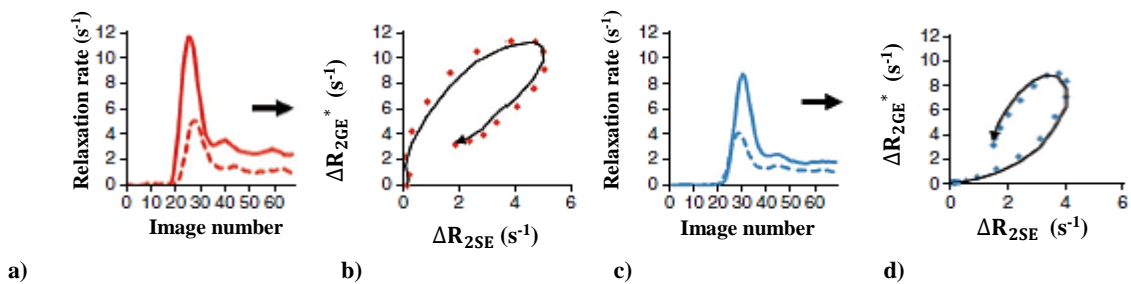 Relaxation rate (s⁻¹)
12
10
8
6
4
2
0
0 10 20 30 40 50 60
Image number
a)
ΔR₂GE* (s⁻¹)
12
10
8
6
4
2
0
0 2 4 6
ΔR₂SE (s⁻¹)
b)
Relaxation rate (s⁻¹)
12
10
8
6
4
2
0
0 10 20 30 40 50 60
Image number
c)
ΔR₂GE* (s⁻¹)
12
10
8
6
4
2
0
0 2 4 6
ΔR₂SE (s⁻¹)
d)